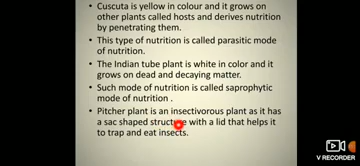 • Cuscuta is yellow in colour and it grows on
other plants called hosts and derives nutrition
by penetrating them.
• This type of nutrition is called parasitic mode
of nutrition.
• The Indian tube plant is white in color and it
grows on dead and decaying matter.
• Such mode of nutrition is called saprophytic
mode of nutrition .
• Pitcher plant is an insectivorous plant as it has
a sac shaped structure with a lid that helps it
to trap and eat insects.
V RECORDER